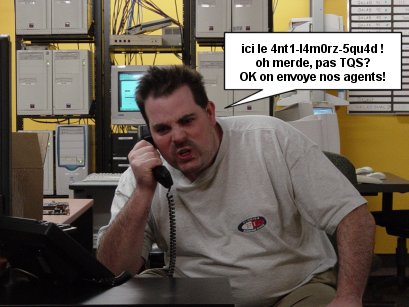 ici le 4nt1-l4m0rz-5qu4d !
oh merde, pas TQS?
OK on envoye nos agents!